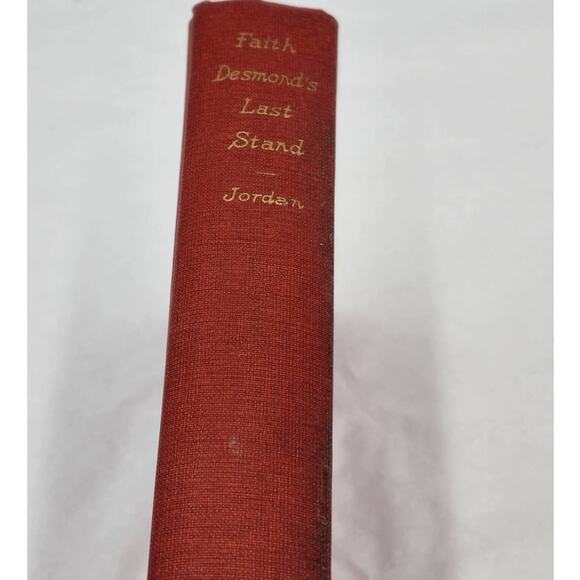 Faith
Desmond's
Last
Stand
Jordan